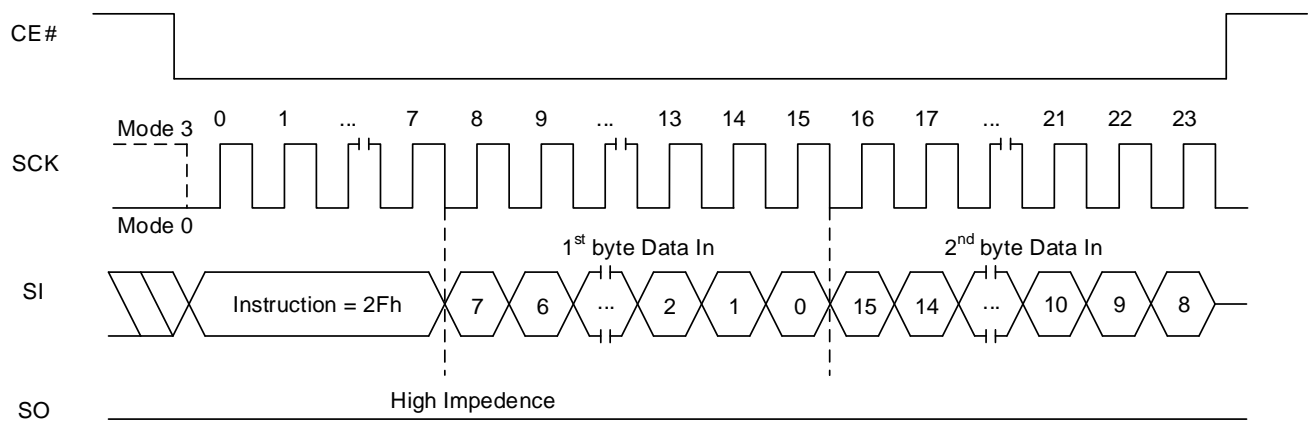 CE#
0 1 ... 7 8 9 ... 13 14 15 16 17 ... 21 22 23
Mode 3
SCK
Mode 0
1st byte Data In 2nd byte Data In
SI Instruction = 2Fh 7 6 ... 2 1 0 15 14 ... 10 9 8
High Impedence
SO